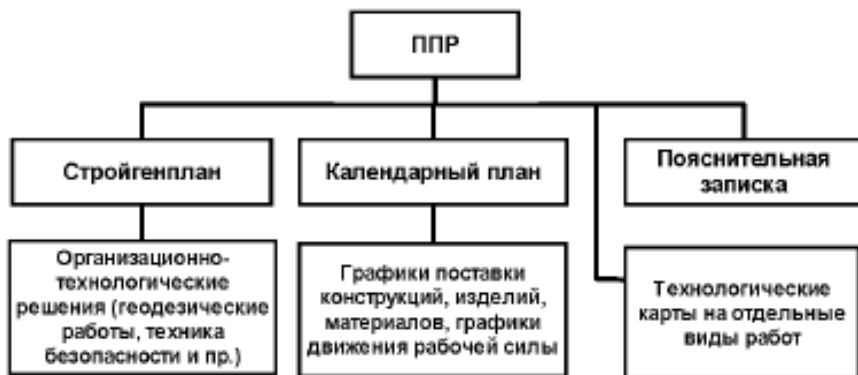 ППР
Стройгенплан
Календарный план
Пояснительная
записка
Организационно-
технологические
решения (геодезические
работы, техника
безопасности и пр.)
Графики поставки
конструкций, изделий,
материалов, графики
движения рабочей силы
Технологические
карты на отдельные
виды работ